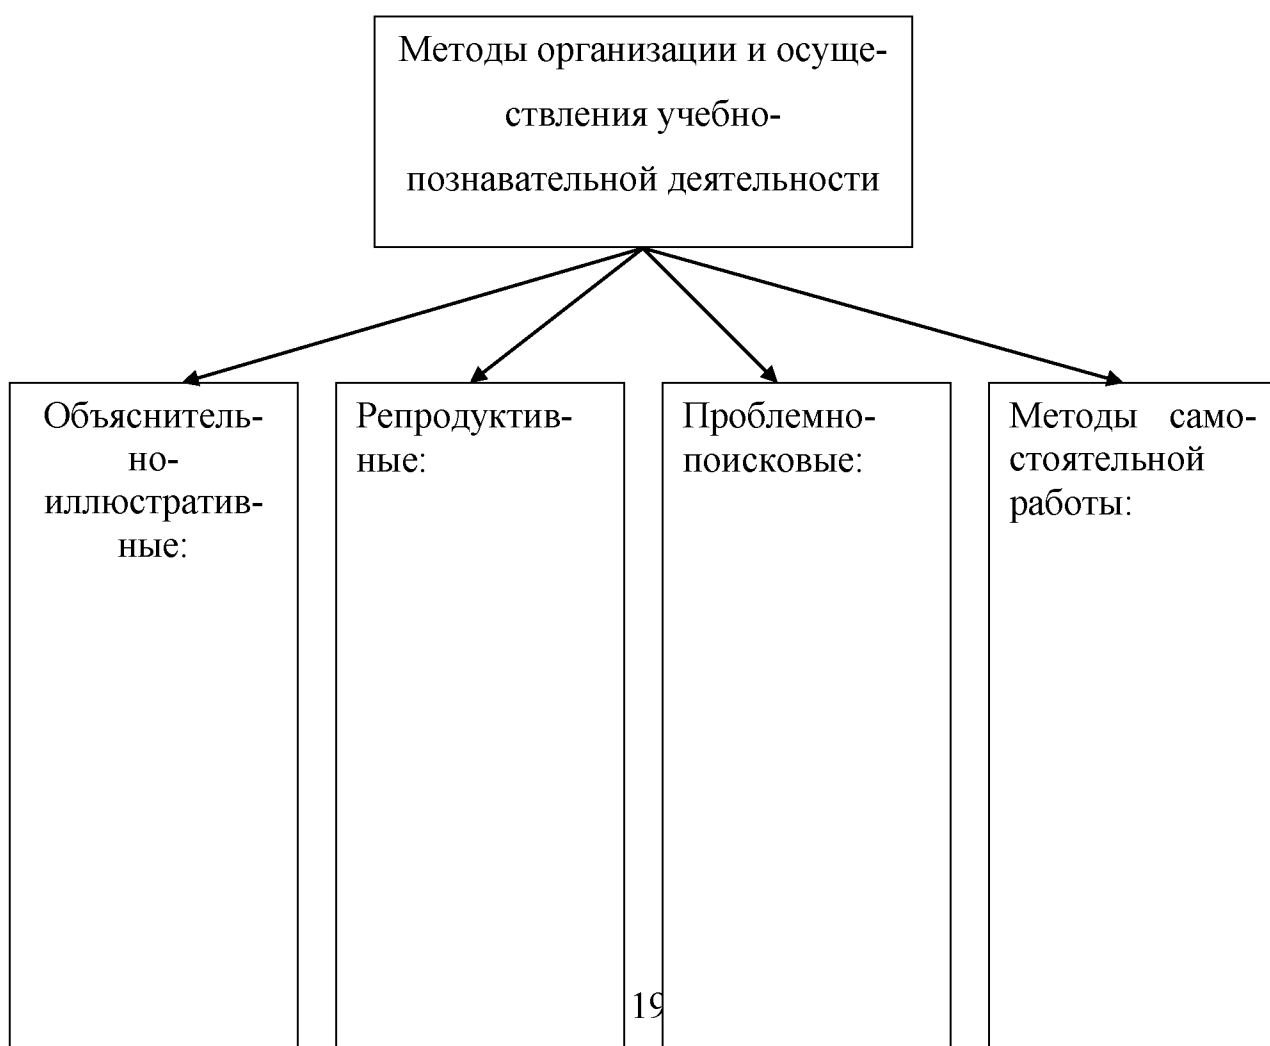 Методы организации и осуще-
ствления учебно-
познавательной деятельности
Объяснитель-
но-
иллюстратив-
ные:
Репродуктив-
ные:
Проблемно-
поисковые:
Методы само-
стоятельной
работы:
19